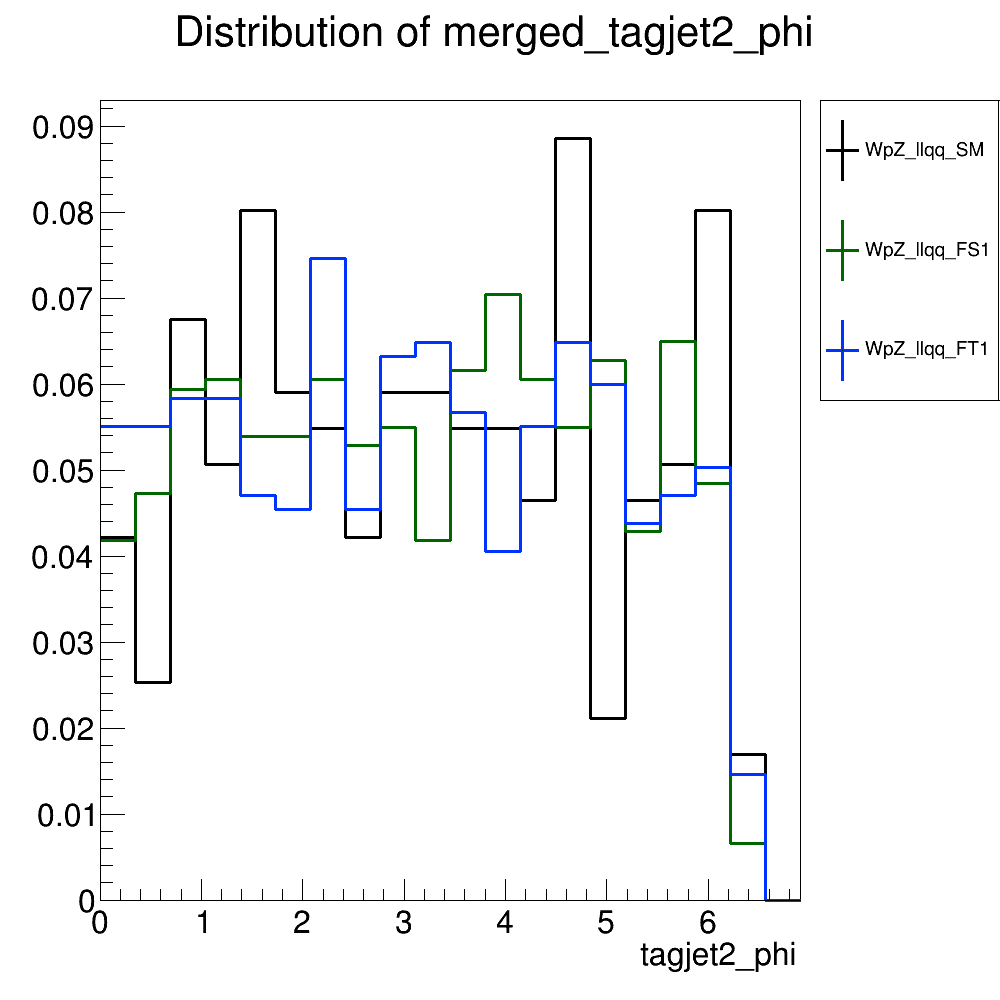 Distribution of merged_tagjet2_phi
0.09
0.08
0.07
0.06
0.05
0.04
0.03
0.02
0.01
0
0 1 2 3 4 5 6
tagjet2_phi
WpZ_llqq_SM
WpZ_llqq_FS1
WpZ_llqq_FT1